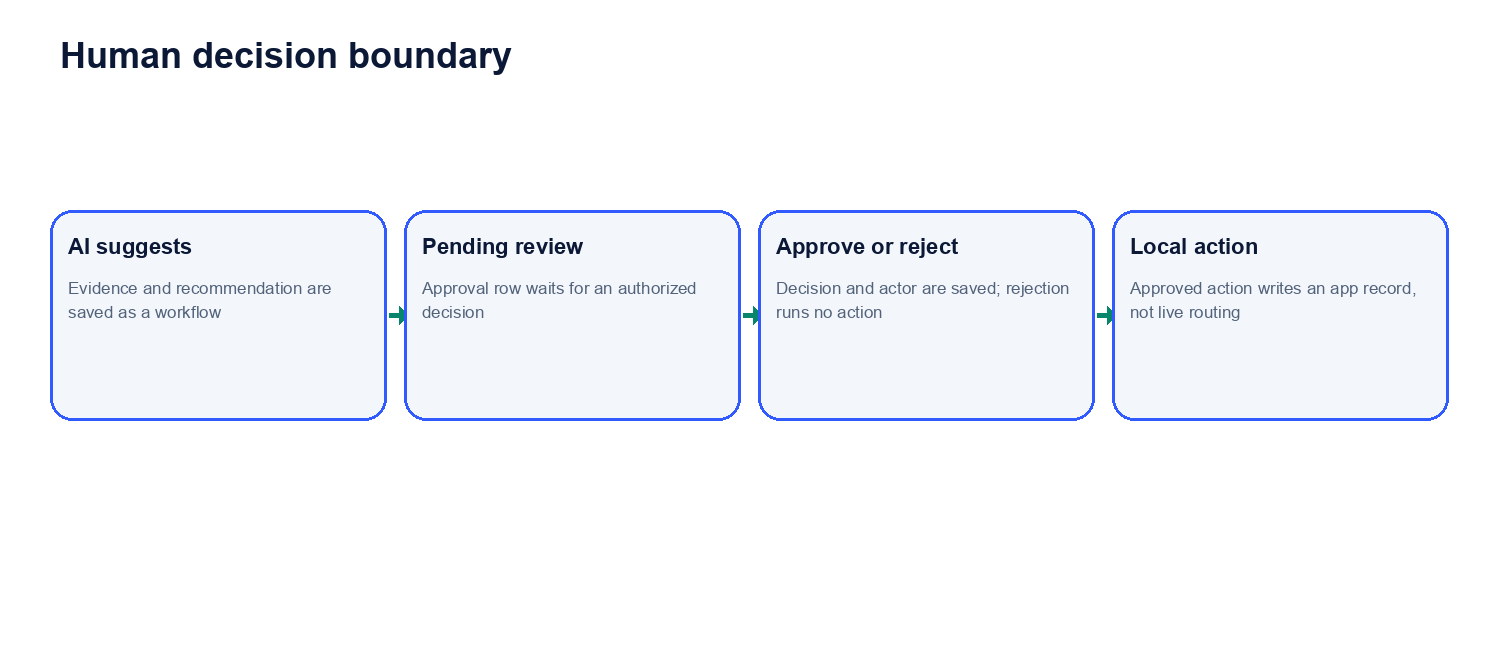 Human decision boundary
AI suggests
Evidence and recommendation are
saved as a workflow
Pending review
Approval row waits for an authorized
decision
Approve or reject
Decision and actor are saved; rejection
runs no action
Local action
Approved action writes an app record,
not live routing